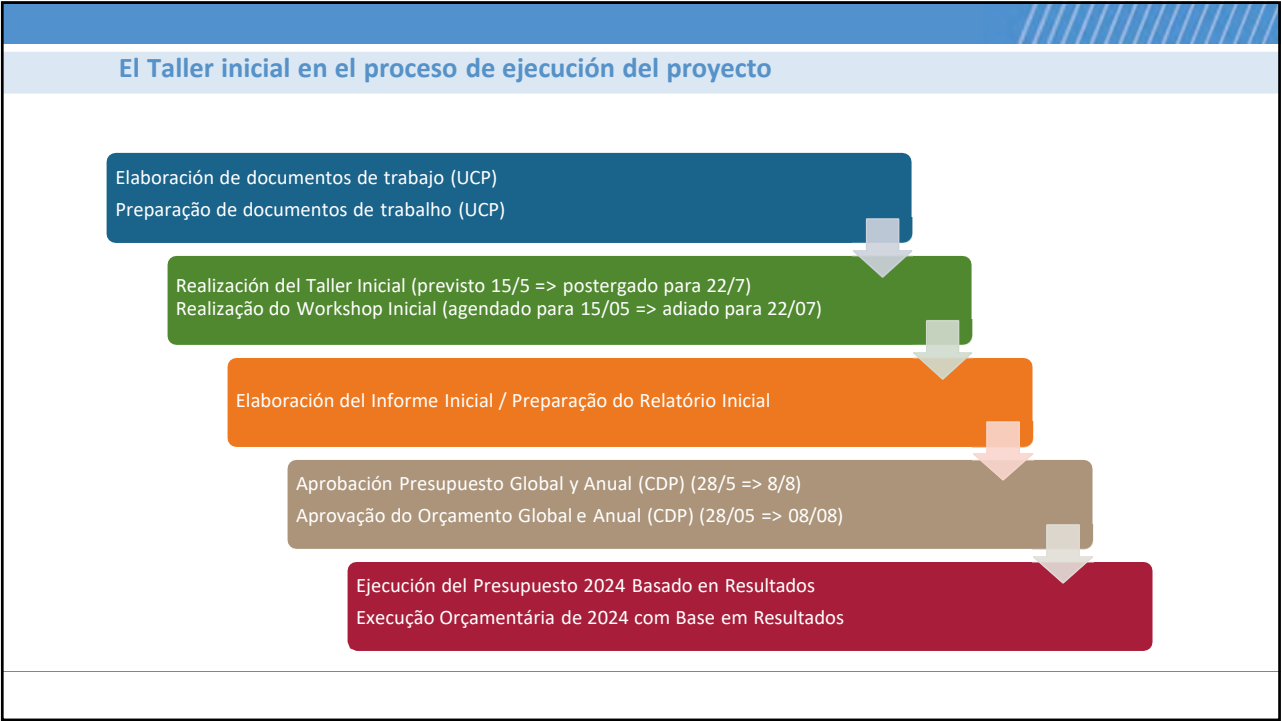 El Taller inicial en el proceso de ejecución del proyecto
Elaboración de documentos de trabajo (UCP)
Preparação de documentos de trabalho (UCP)
Realización del Taller Inicial (previsto 15/5 => postergado para 22/7)
Realização do Workshop Inicial (agendado para 15/05 => adiado para 22/07)
Elaboración del Informe Inicial / Preparação do Relatório Inicial
Aprobación Presupuesto Global y Anual (CDP) (28/5 => 8/8)
Aprovação do Orçamento Global e Anual (CDP) (28/05 => 08/08)
Ejecución del Presupuesto 2024 Basado en Resultados
Execução Orçamentária de 2024 com Base em Resultados